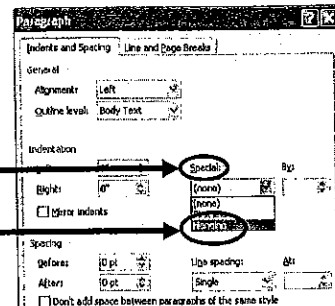 Paragraph
Indents and Spacing Line and Page Breaks
General
Alignment: Left
Outline level: Body Text
Indentation
Special: By:
Right: 0" (none)
(none)
Mirror indents
Spacing
Before: 0 pt Line spacing: At:
After: 0 pt Single
Don't add space between paragraphs of the same style